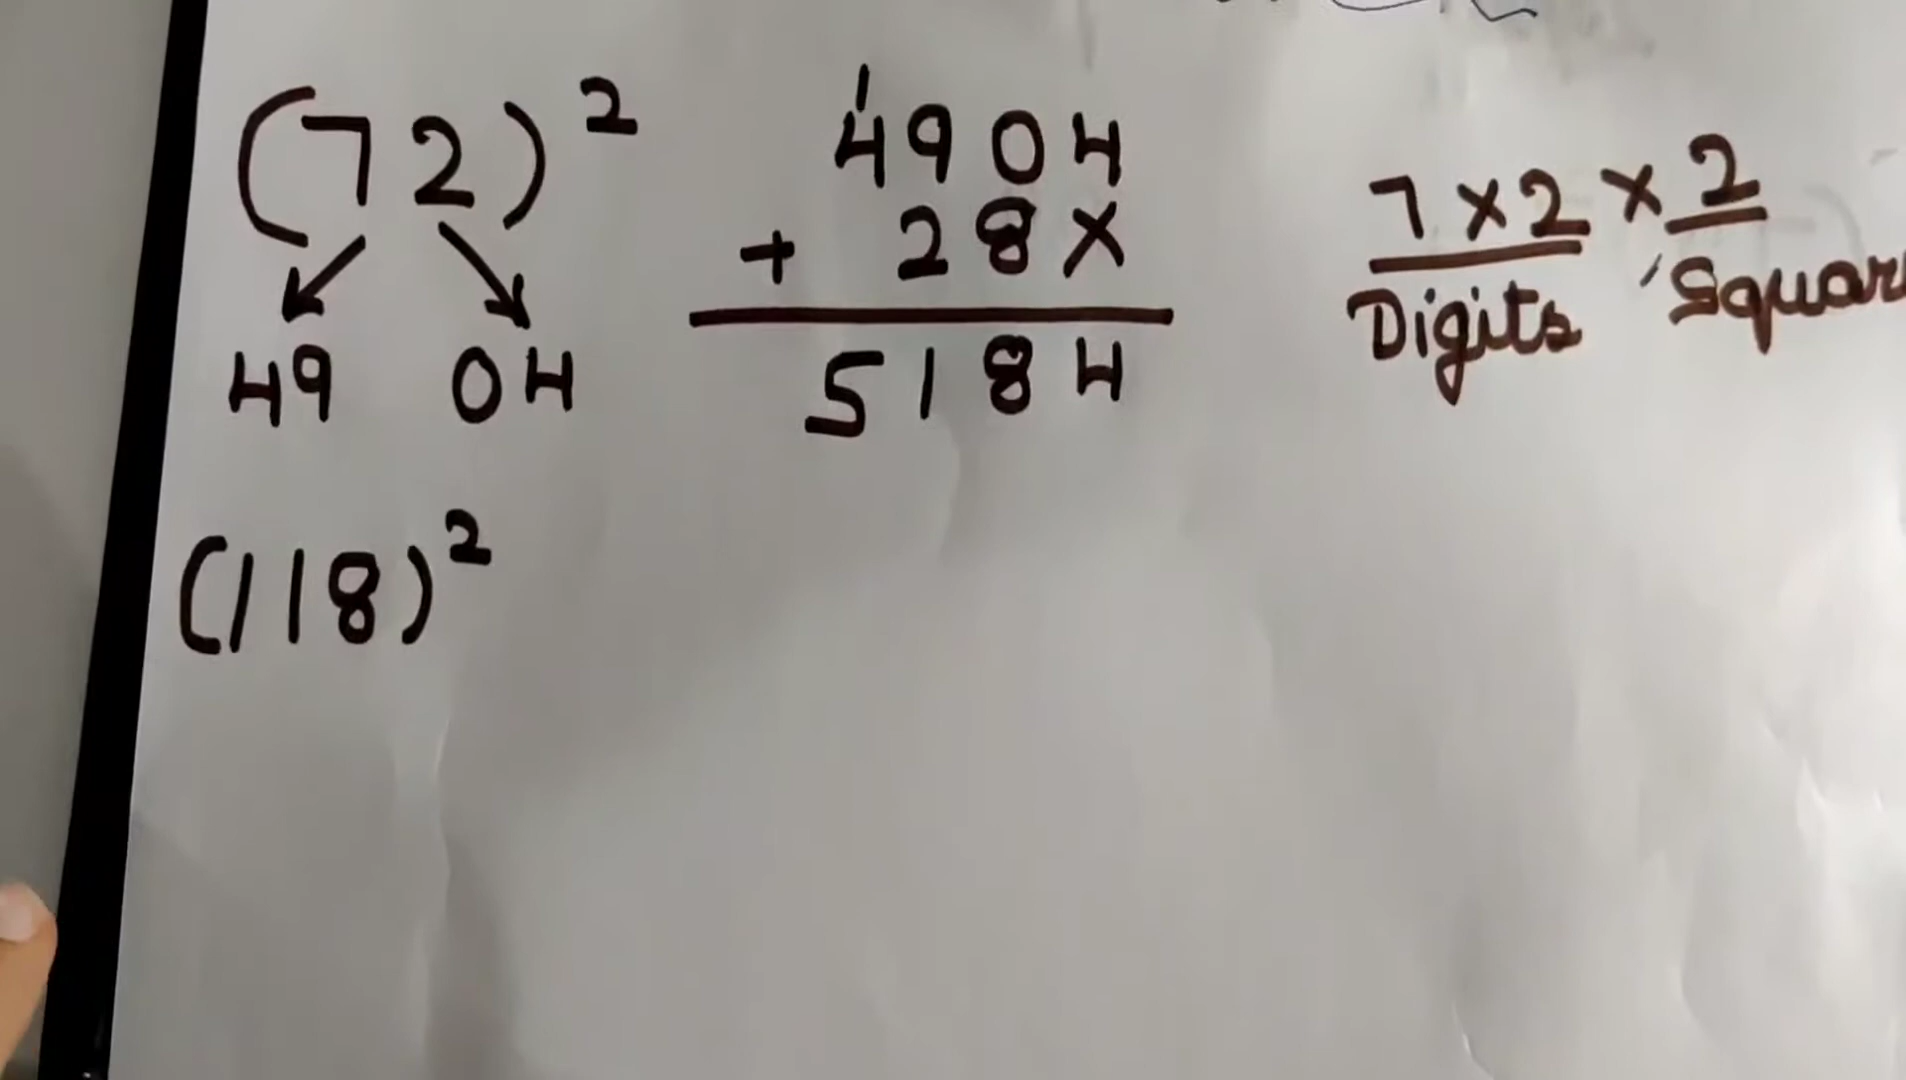 (72)²
49 04
1
4904
+ 28X
5184
7 x 2 x 2
Digits
(118)²